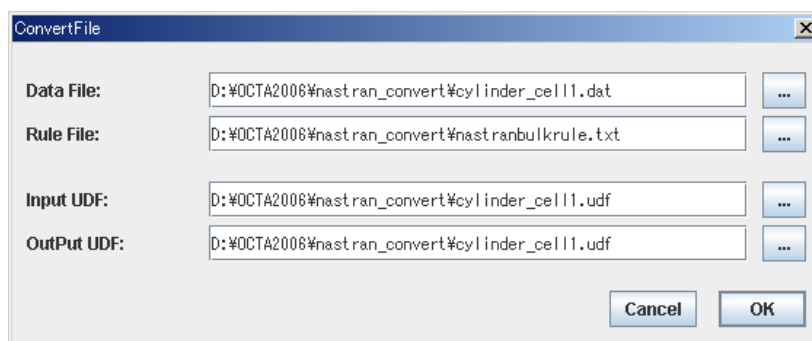 ConvertFile
Data File: D:¥OCTA2006¥nastran_convert¥cylinder_cell1.dat ...
Rule File: D:¥OCTA2006¥nastran_convert¥nastranbulkrule.txt ...
Input UDF: D:¥OCTA2006¥nastran_convert¥cylinder_cell1.udf ...
OutPut UDF: D:¥OCTA2006¥nastran_convert¥cylinder_cell1.udf ...
Cancel OK